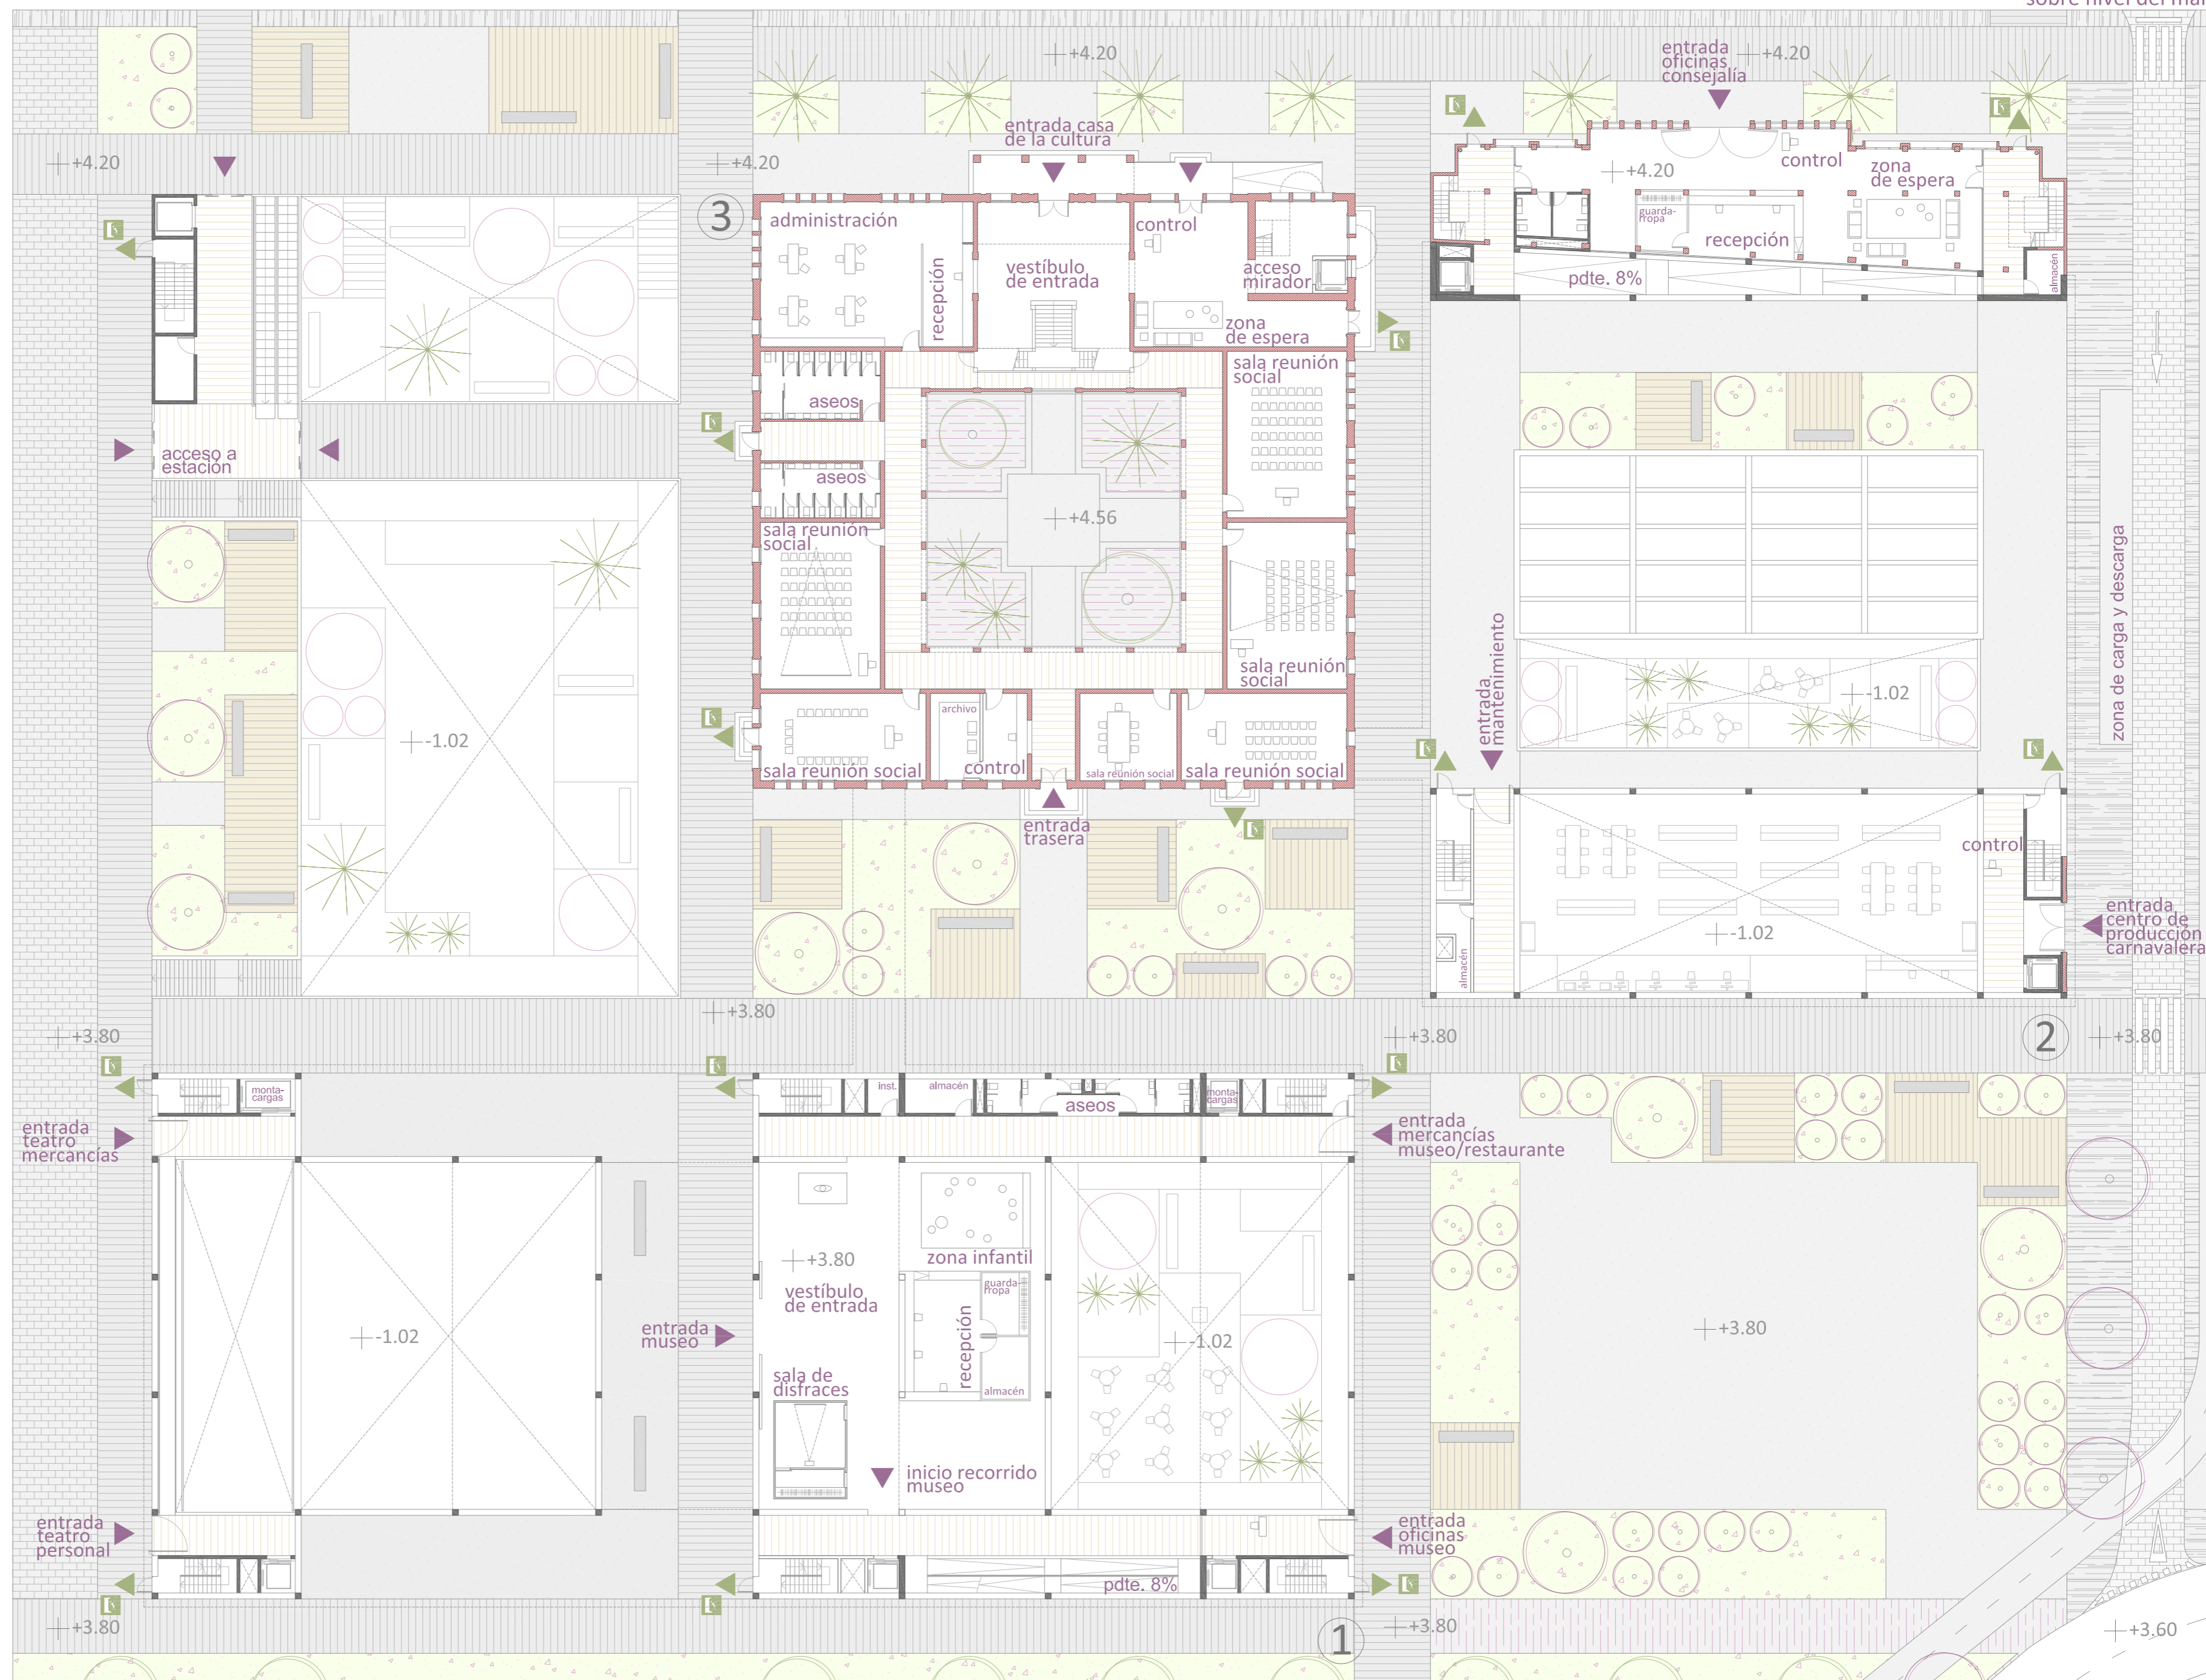 sobre nivel del mar
+4.20
entrada
oficinas
consejalía
+4.20
+4.20
entrada casa
de la cultura
+4.20
+4.20
control
zona
de espera
guarda-
rropa
recepción
pdte. 8%
almacén
3
administración
recepción
vestíbulo
de entrada
control
acceso
mirador
zona
de espera
sala reunión
social
aseos
acceso a
estación
aseos
+4.56
sala reunión
social
sala reunión
social
archivo
control
sala reunión social
sala reunión social
sala reunión social
entrada
trasera
-1.02
-1.02
entrada
mantenimiento
zona de carga y descarga
control
almacén
-1.02
entrada
centro de
producción
carnavalera
+3.80
+3.80
+3.80
2
+3.80
monta-
cargas
inst.
almacén
aseos
monta-
cargas
entrada
teatro
mercancías
entrada
mercancías
museo/restaurante
+3.80
vestíbulo
de entrada
zona infantil
guarda-
rropa
recepción
almacén
entrada
museo
-1.02
-1.02
+3.80
sala de
disfraces
inicio recorrido
museo
entrada
teatro
personal
entrada
oficinas
museo
pdte. 8%
+3.80
1
+3.80
+3.60